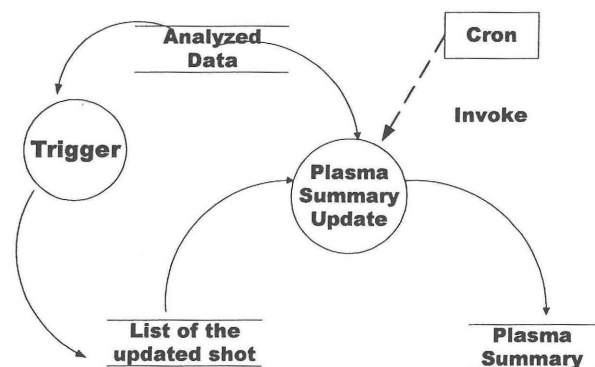 Analyzed
Data
Cron
Invoke
Trigger
Plasma
Summary
Update
List of the
updated shot
Plasma
Summary